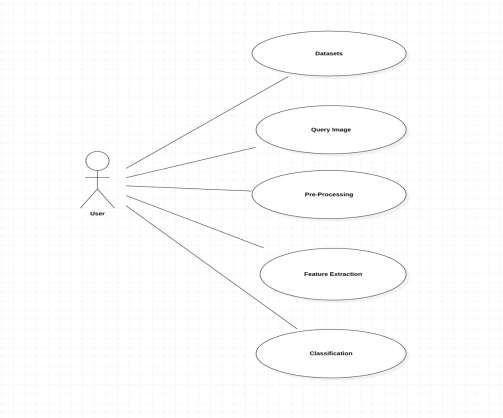 Datasets
Query Image
Pre-Processing
User
Feature Extraction
Classification